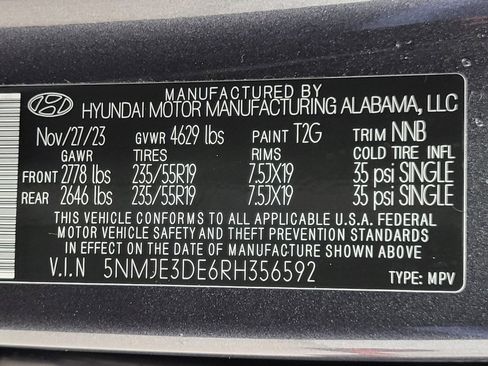 MANUFACTURED BY
HYUNDAI MOTOR MANUFACTURING ALABAMA, LLC
Nov/27/23 GVWR 4629 lbs PAINT T2G TRIM NNB
GAWR TIRES RIMS COLD TIRE INFL
FRONT 2778 lbs 235/55R19 7.5JX19 35 psi SINGLE
REAR 2646 lbs 235/55R19 7.5JX19 35 psi SINGLE
THIS VEHICLE CONFORMS TO ALL APPLICABLE U.S.A. FEDERAL
MOTOR VEHICLE SAFETY AND THEFT PREVENTION STANDARDS
IN EFFECT ON THE DATE OF MANUFACTURE SHOWN ABOVE
V.I.N 5NMJE3DE6RH356592 TYPE: MPV